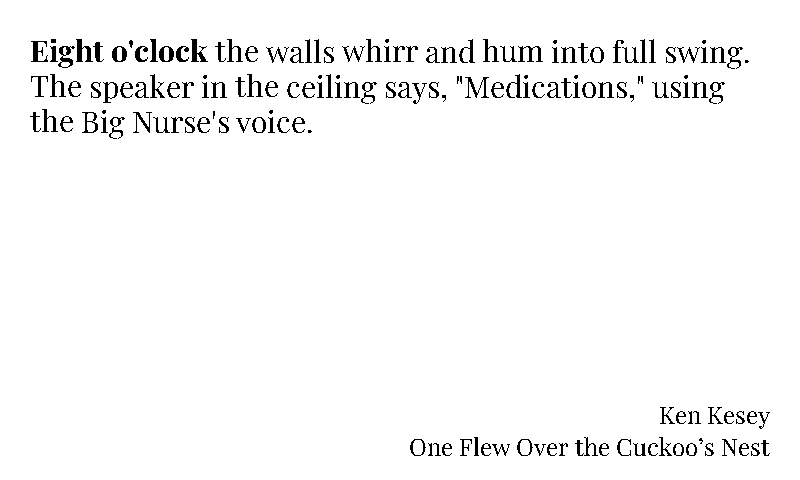 Eight o'clock the walls whirr and hum into full swing.
The speaker in the ceiling says, "Medications," using
the Big Nurse's voice.
Ken Kesey
One Flew Over the Cuckoo’s Nest